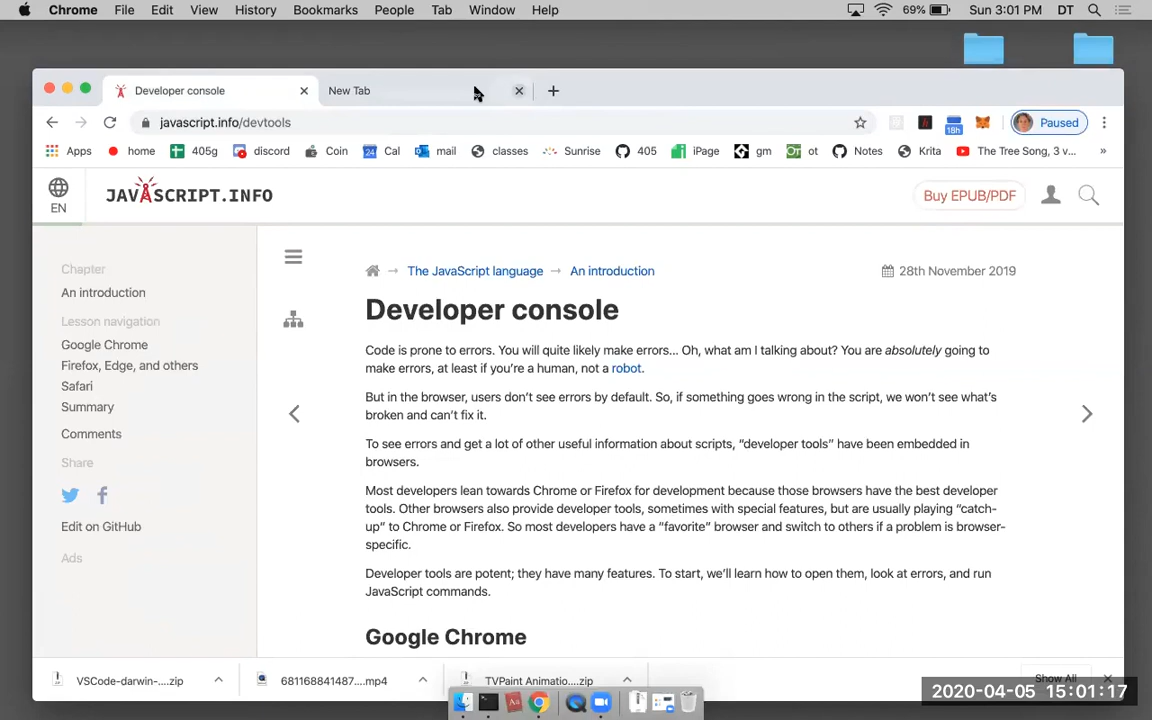 Chrome File Edit View History Bookmarks People Tab Window Help 69% Sun 3:01 PM DT
Developer console New Tab
javascript.info/devtools Paused
18h
Apps home 405g discord Coin 24 Cal mail classes Sunrise 405 iPage gm ot Notes Krita The Tree Song, 3 v... »
EN
JAVASCRIPT.INFO
Buy EPUB/PDF
Chapter
An introduction
Lesson navigation
Google Chrome
Firefox, Edge, and others
Safari
Summary
Comments
Share
Edit on GitHub
Ads
The JavaScript language → An introduction
28th November 2019
Developer console
Code is prone to errors. You will quite likely make errors… Oh, what am I talking about? You are absolutely going to
make errors, at least if you’re a human, not a robot.
But in the browser, users don’t see errors by default. So, if something goes wrong in the script, we won’t see what’s
broken and can’t fix it.
To see errors and get a lot of other useful information about scripts, “developer tools” have been embedded in
browsers.
Most developers lean towards Chrome or Firefox for development because those browsers have the best developer
tools. Other browsers also provide developer tools, sometimes with special features, but are usually playing “catch-
up” to Chrome or Firefox. So most developers have a “favorite” browser and switch to others if a problem is browser-
specific.
Developer tools are potent; they have many features. To start, we’ll learn how to open them, look at errors, and run
JavaScript commands.
Google Chrome
VSCode-darwin-....zip 681168841487....mp4 TVPaint Animatio....zip Show All
2020-04-05 15:01:17